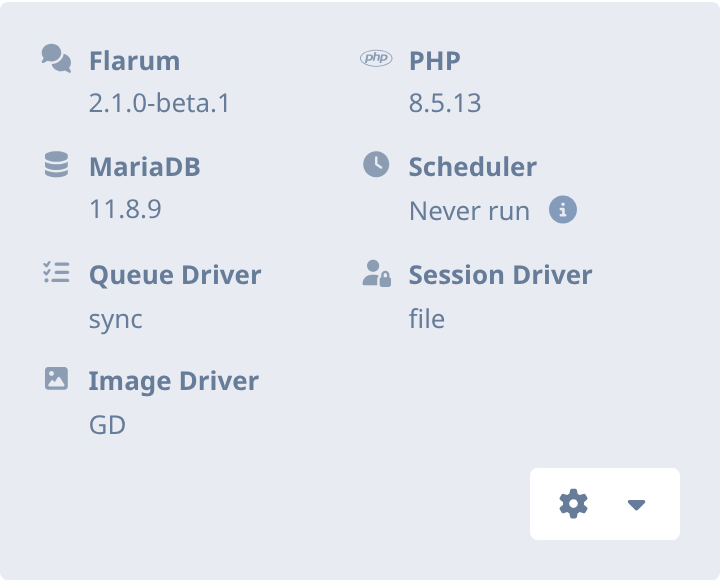 Flarum
2.1.0-beta.1
php PHP
8.5.13
MariaDB
11.8.9
Scheduler
Never run
Queue Driver
sync
Session Driver
file
Image Driver
GD